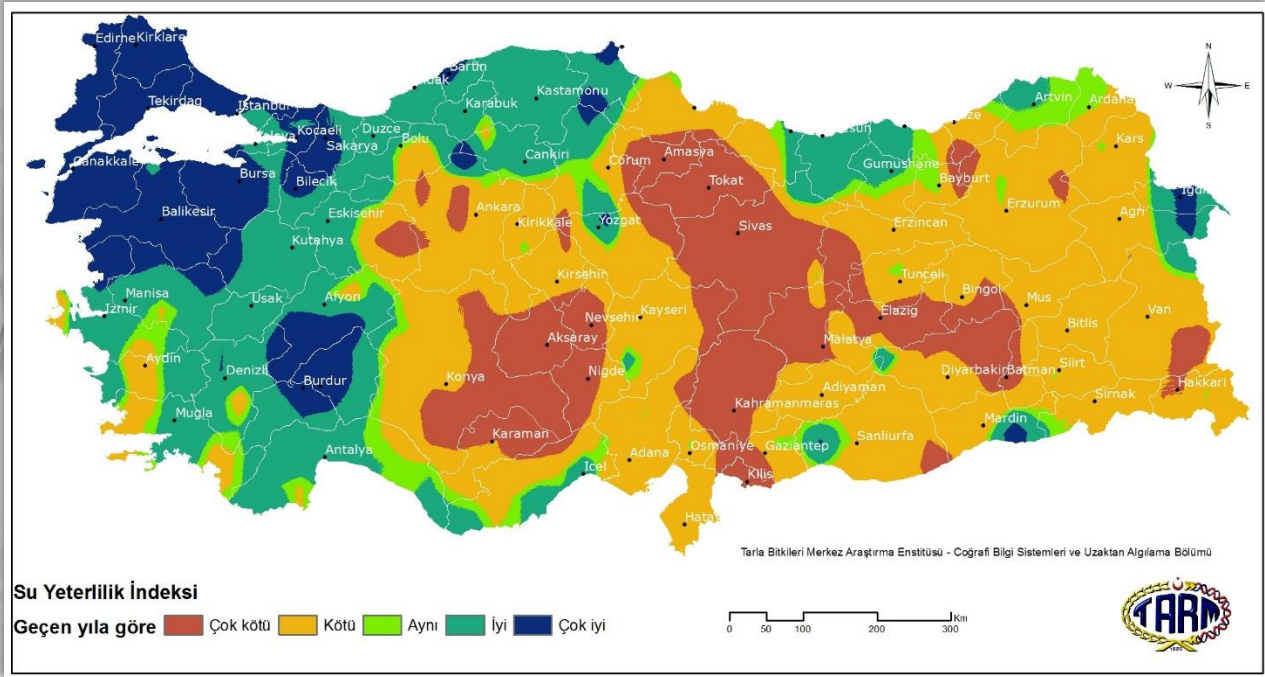 N
W E
S
Edirne
Kirklare
Tekirdag
Istanbul
Kocaeli
Sakarya
Duzce
Bolu
Bartin
Karabuk
Kastamonu
Cankiri
Corum
Amasya
Tokat
Sivas
Gumushane
Bayburt
Artvin
Ardaha
Kars
Igdir
Agri
Erzurum
Erzincan
Canakkale
Bursa
Bilecik
Balikesir
Eskisehir
Kutahya
Ankara
Kirikkale
Yozgat
Kirsehir
Tunceli
Bingol
Mus
Bitlis
Van
Manisa
Izmir
Usak
Afyon
Nevsehir
Kayseri
Aksaray
Elazig
Malatya
Aydin
Denizli
Burdur
Konya
Nigde
Adiyaman
Diyarbakir
Batman
Siirt
Sirnak
Hakkari
Mugla
Antalya
Karaman
Icel
Adana
Osmaniye
Kahramanmaras
Gaziantep
Sanliurfa
Mardin
Kilis
Hatay
Tarla Bitkileri Merkez Araştırma Enstitüsü - Coğrafi Bilgi Sistemleri ve Uzaktan Algılama Bölümü
Su Yeterlilik İndeksi
Geçen yıla göre Çok kötü Kötü Aynı İyi Çok iyi
0 50 100 200 300 Km
TARM